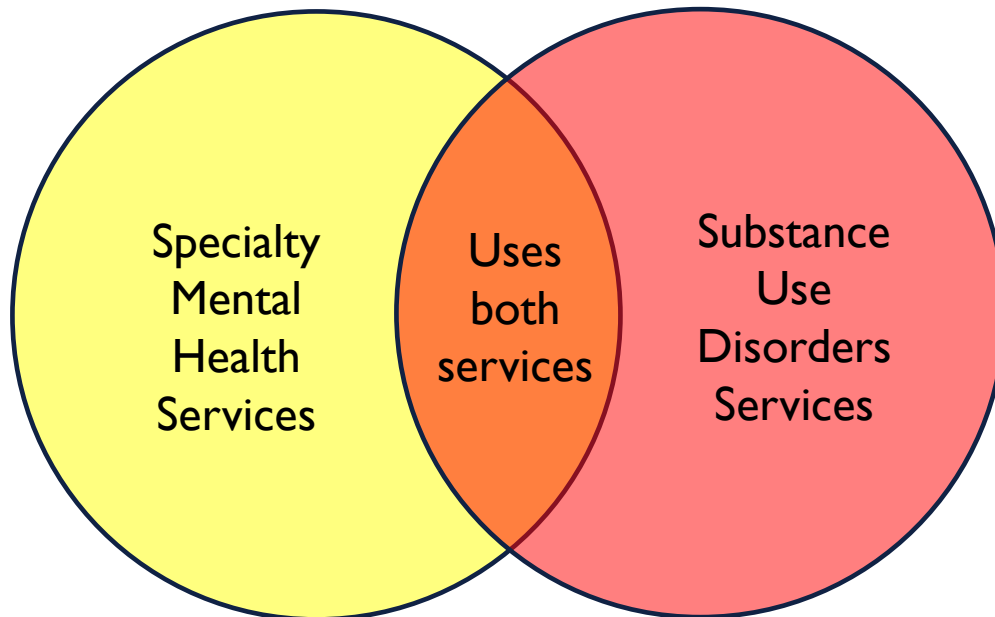 Specialty
Mental
Health
Services
Uses
both
services
Substance
Use
Disorders
Services